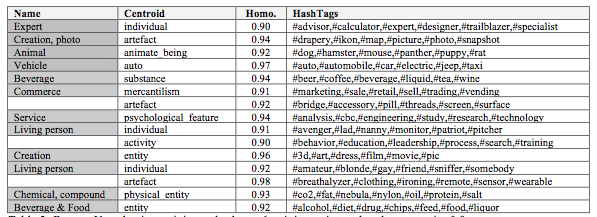 Name Centroid Homo. HashTags
Expert individual 0.90 #advisor,#calculator,#expert,#designer,#trailblazer,#specialist
Creation, photo artefact 0.94 #drapery,#ikon,#map,#picture,#photo,#snapshot
Animal animate_being 0.92 #dog,#hamster,#mouse,#panther,#puppy,#rat
Vehicle auto 0.97 #auto,#automobile,#car,#electric,#jeep,#taxi
Beverage substance 0.94 #beer,#coffee,#beverage,#liquid,#tea,#wine
Commerce mercantilism 0.91 #marketing,#sale,#retail,#sell,#trading,#vending
artefact 0.92 #bridge,#accessory,#pill,#threads,#screen,#surface
Service psychological_feature 0.94 #analysis,#cbc,#engineering,#study,#research,#technology
Living person individual 0.91 #avenger,#lad,#nanny,#monitor,#patriot,#pitcher
activity 0.90 #behavior,#education,#leadership,#process,#search,#training
Creation entity 0.96 #3d,#art,#dress,#film,#movie,#pic
Living person individual 0.92 #amateur,#blonde,#gay,#friend,#sniffer,#somebody
artefact 0.98 #breathalyzer,#clothing,#ironing,#remote,#sensor,#wearable
Chemical, compound physical_entity 0.93 #co2,#fat,#nebula,#nylon,#oil,#protein,#salt
Beverage & Food entity 0.92 #alcohol,#diet,#drug,#chips,#feed,#food,#liquor